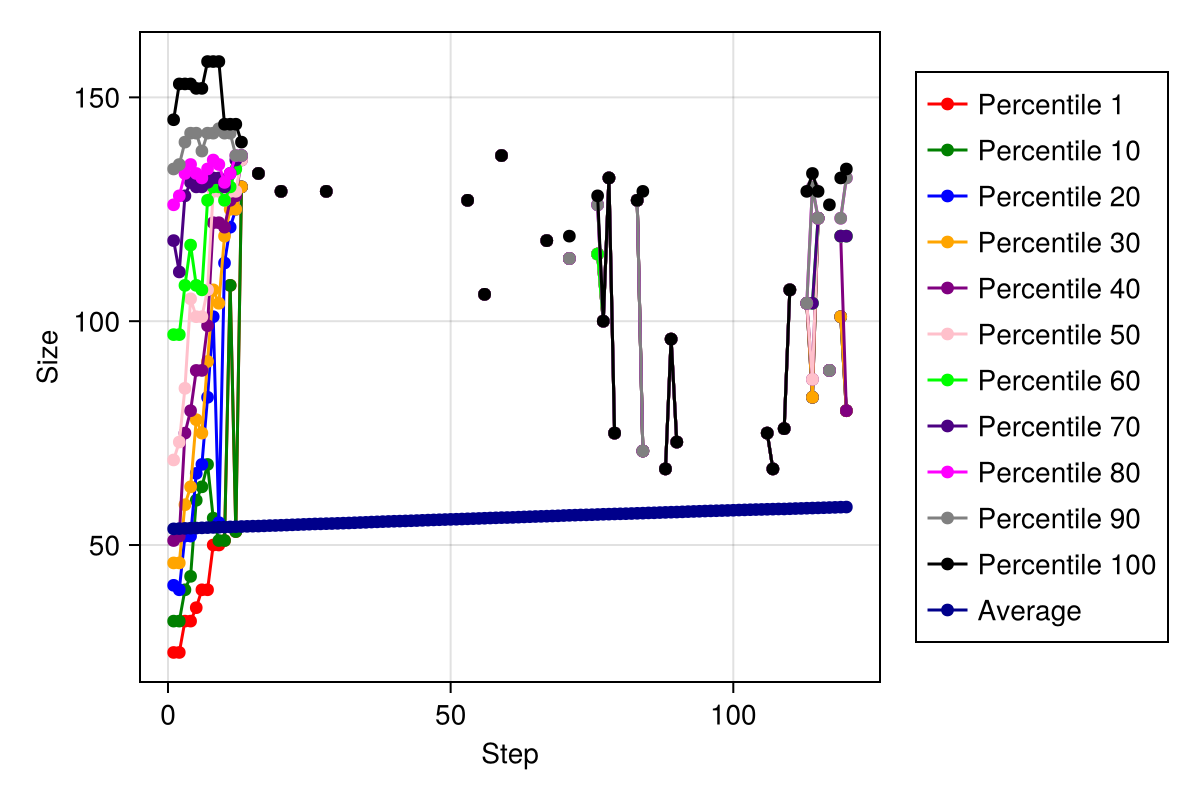 150
100
50
Size
0
50
100
Step
Percentile 1
Percentile 10
Percentile 20
Percentile 30
Percentile 40
Percentile 50
Percentile 60
Percentile 70
Percentile 80
Percentile 90
Percentile 100
Average